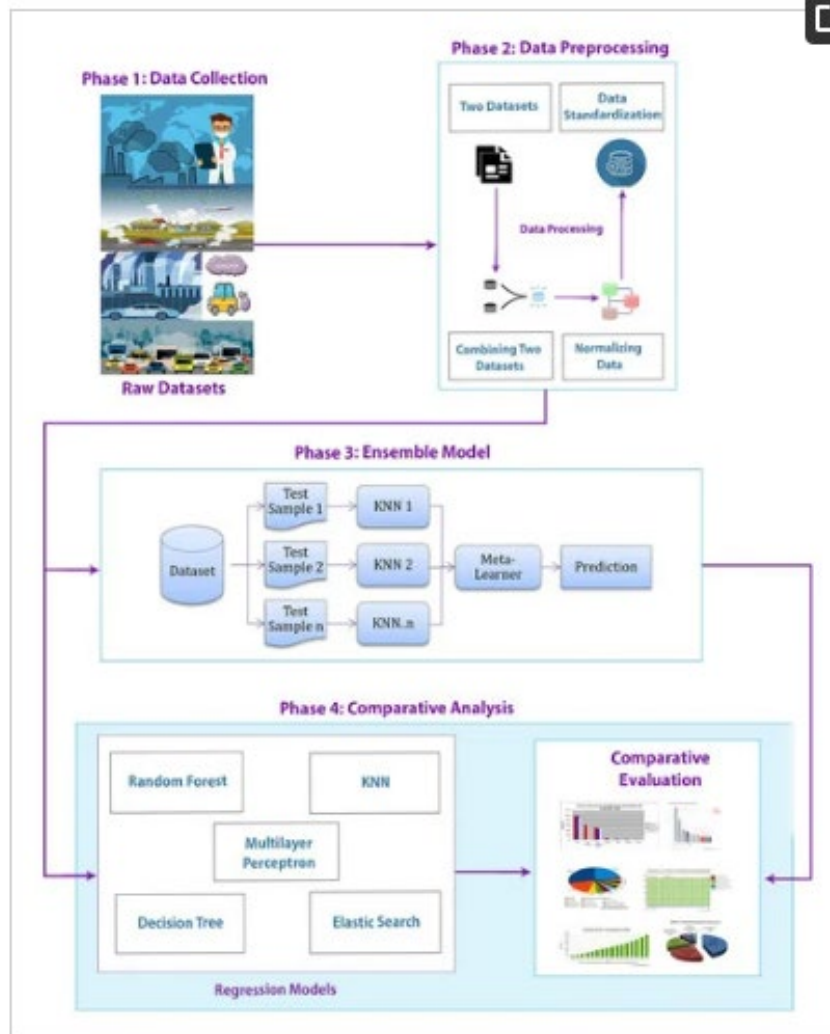 Phase 1: Data Collection
Raw Datasets
Phase 2: Data Preprocessing
Two Datasets
Data
Standardization
Data Processing
Combining Two
Datasets
Normalizing
Data
Phase 3: Ensemble Model
Dataset
Test
Sample 1
KNN 1
Test
Sample 2
KNN 2
Test
Sample n
KNN..n
Meta-
Learner
Prediction
Phase 4: Comparative Analysis
Random Forest
KNN
Multilayer
Perceptron
Decision Tree
Elastic Search
Regression Models
Comparative
Evaluation